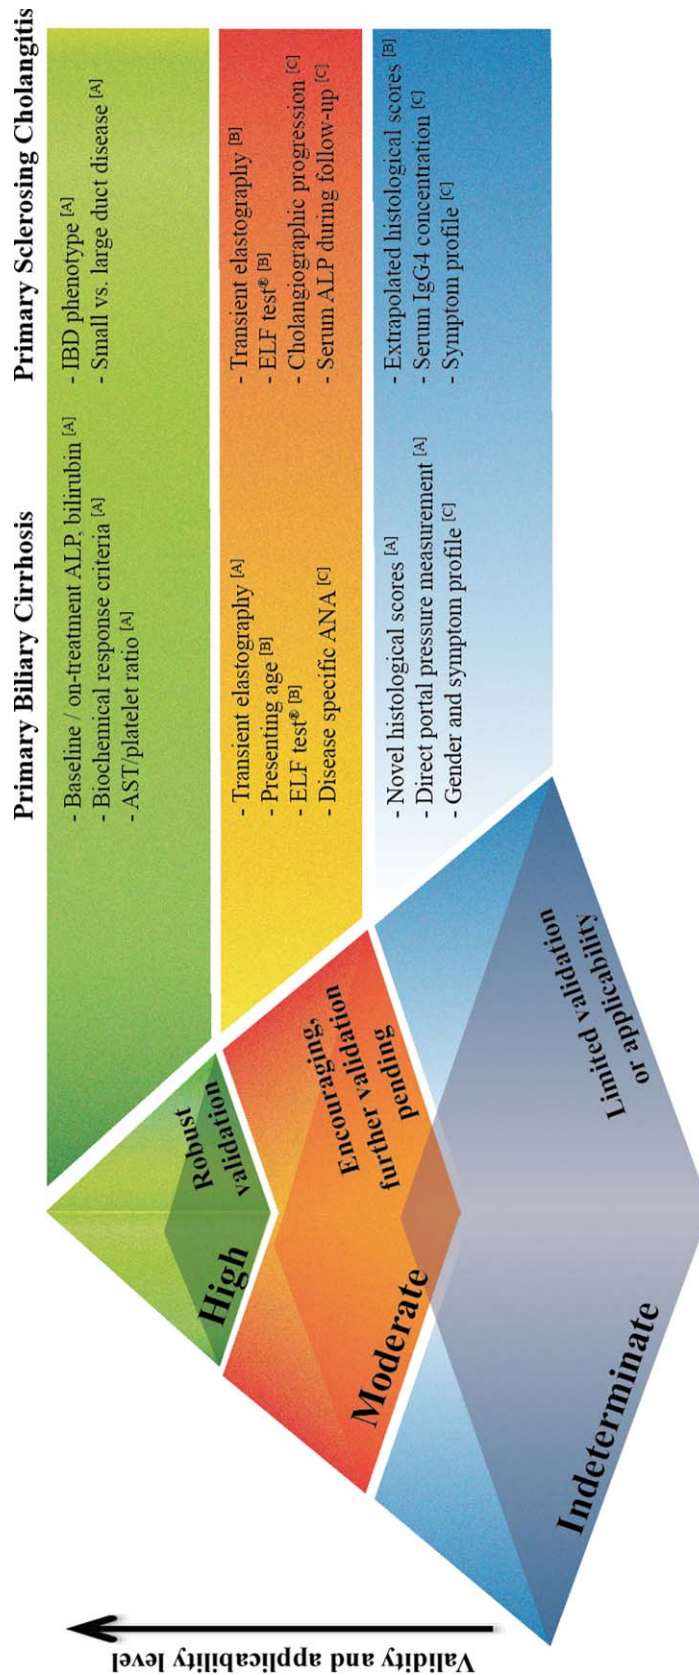 Primary Biliary Cirrhosis
Primary Sclerosing Cholangitis
Validity and applicability level
High
Robust
validation
- Baseline / on-treatment ALP, bilirubin [A]
- Biochemical response criteria [A]
- AST/platelet ratio [A]
- IBD phenotype [A]
- Small vs. large duct disease [A]
Moderate
Encouraging,
further validation
pending
- Transient elastography [A]
- Presenting age [B]
- ELF test® [B]
- Disease specific ANA [C]
- Transient elastography [B]
- ELF test® [B]
- Cholangiographic progression [C]
- Serum ALP during follow-up [C]
Indeterminate
Limited validation
or applicability
- Novel histological scores [A]
- Direct portal pressure measurement [A]
- Gender and symptom profile [C]
- Extrapolated histological scores [B]
- Serum IgG4 concentration [C]
- Symptom profile [C]